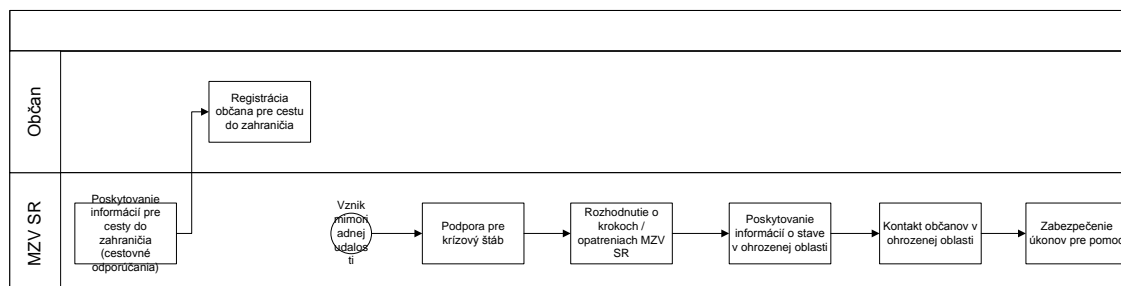 Občan
Registrácia
občana pre cestu
do zahraničia
MZV SR
Poskytovanie
informácií pre
cesty do
zahraničia
(cestovné
odporúčania)
Vznik
mimori
adnej
udalos
ti
Podpora pre
krízový štáb
Rozhodnutie o
krokoch /
opatreniach MZV
SR
Poskytovanie
informácií o stave
v ohrozenej oblasti
Kontakt občanov v
ohrozenej oblasti
Zabezpečenie
úkonov pre pomoc